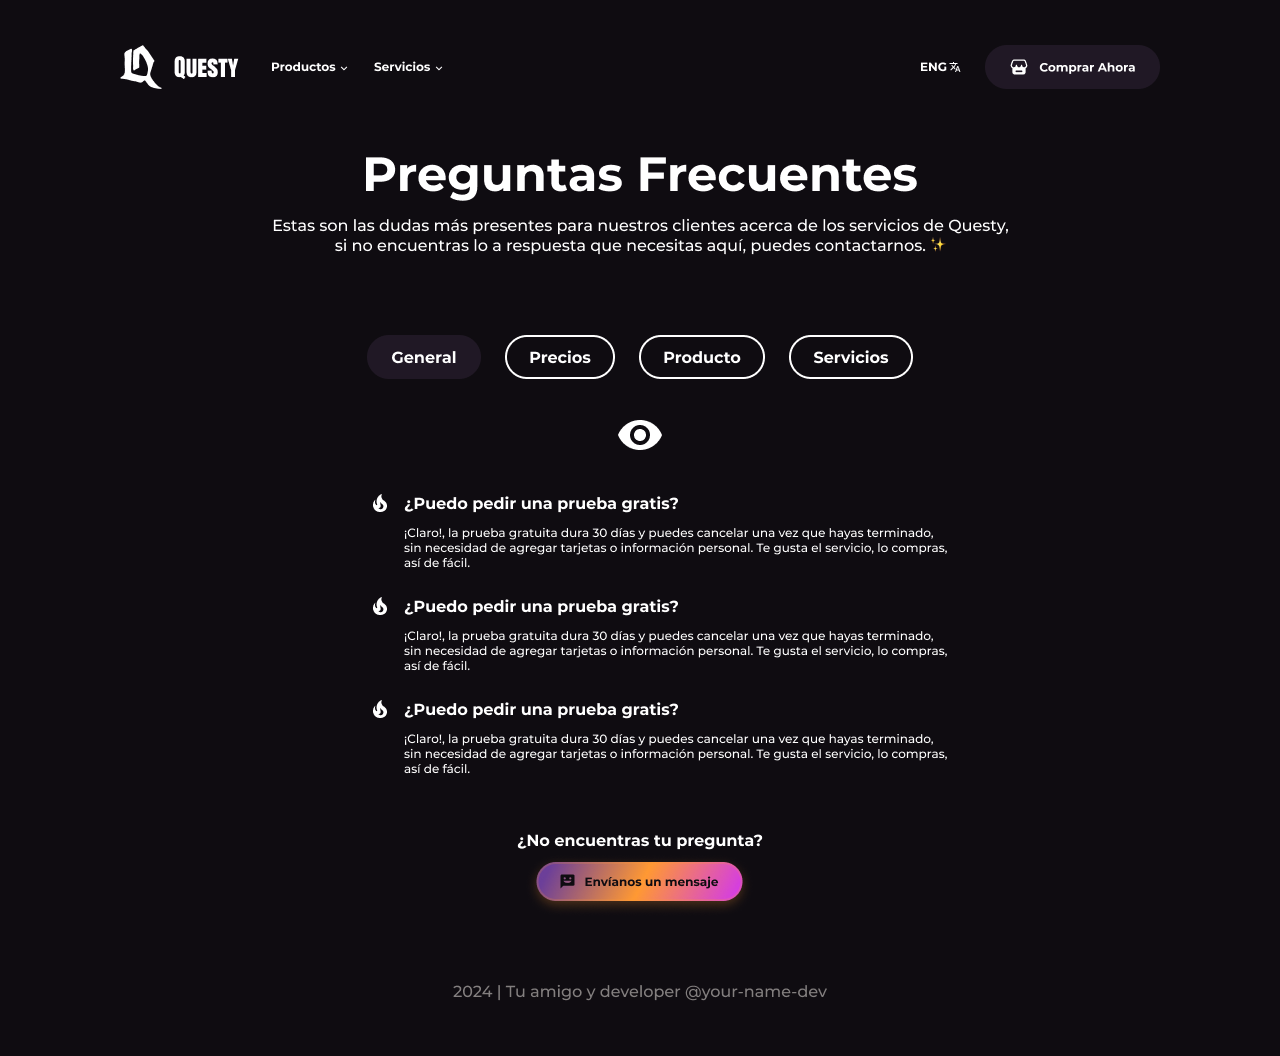 Questy
Productos
Servicios
ENG
Comprar Ahora
Preguntas Frecuentes
Estas son las dudas más presentes para nuestros clientes acerca de los servicios de Questy,
si no encuentras lo a respuesta que necesitas aquí, puedes contactarnos. ✨
General
Precios
Producto
Servicios
¿Puedo pedir una prueba gratis?
¡Claro!, la prueba gratuita dura 30 días y puedes cancelar una vez que hayas terminado,
sin necesidad de agregar tarjetas o información personal. Te gusta el servicio, lo compras,
así de fácil.
¿Puedo pedir una prueba gratis?
¡Claro!, la prueba gratuita dura 30 días y puedes cancelar una vez que hayas terminado,
sin necesidad de agregar tarjetas o información personal. Te gusta el servicio, lo compras,
así de fácil.
¿Puedo pedir una prueba gratis?
¡Claro!, la prueba gratuita dura 30 días y puedes cancelar una vez que hayas terminado,
sin necesidad de agregar tarjetas o información personal. Te gusta el servicio, lo compras,
así de fácil.
¿No encuentras tu pregunta?
Envíanos un mensaje
2024 | Tu amigo y developer @your-name-dev